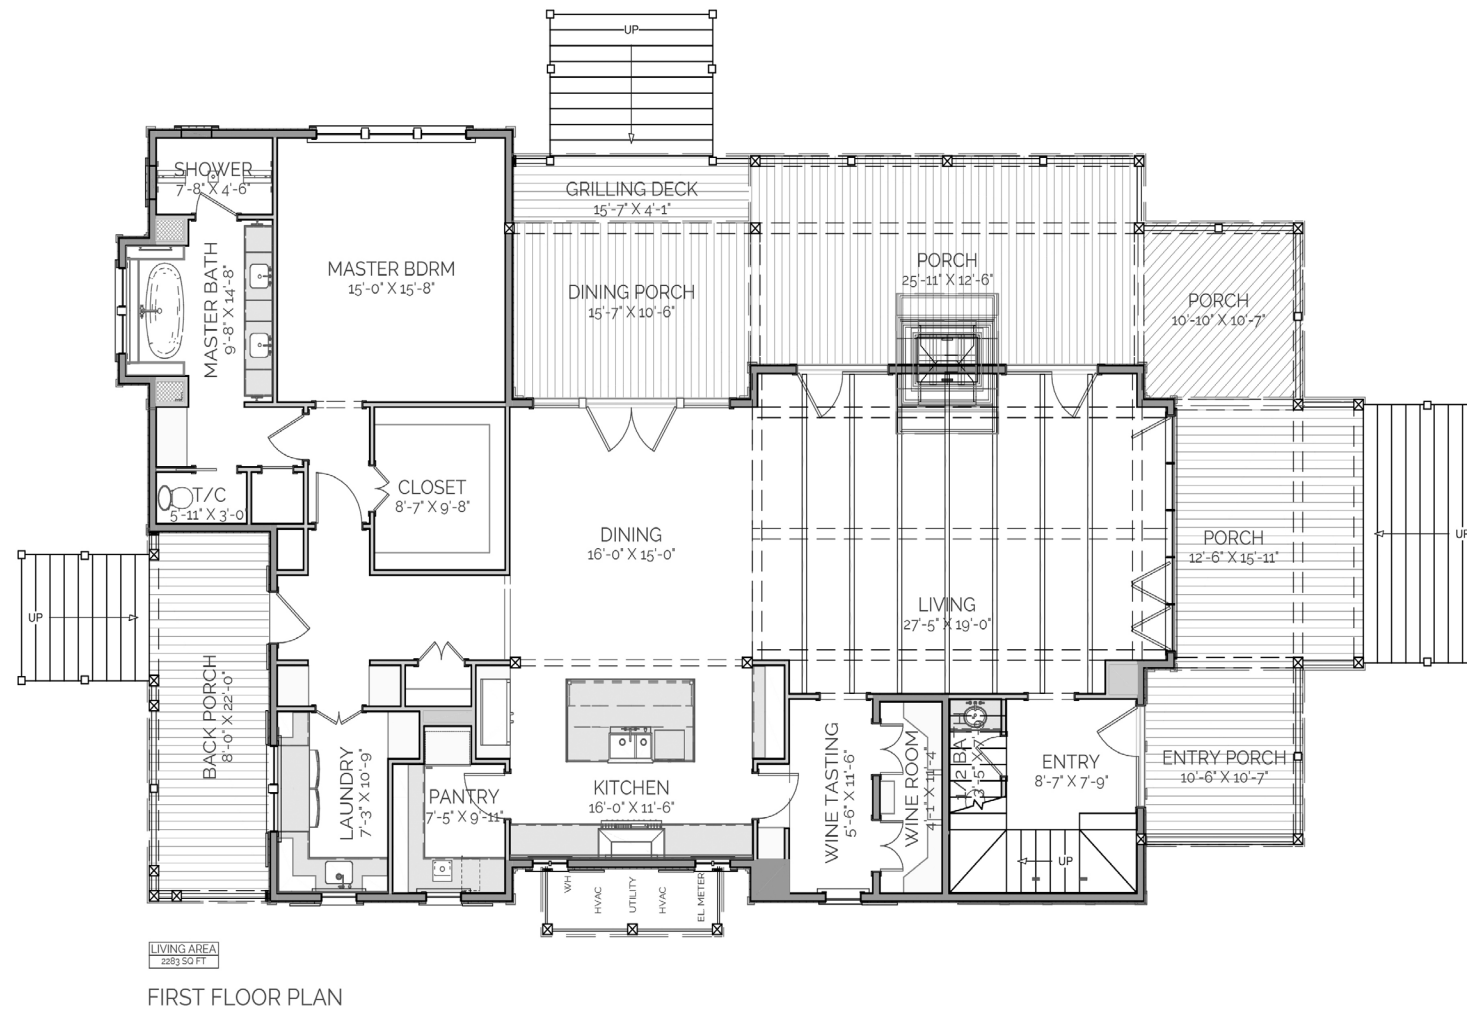 UP
SHOWER
7'-8" X 4'-6"
GRILLING DECK
15'-7" X 4'-1"
MASTER BATH
9'-8" X 14'-8"
MASTER BDRM
15'-0" X 15'-8"
DINING PORCH
15'-7" X 10'-6"
PORCH
25'-11" X 12'-6"
PORCH
10'-10" X 10'-7"
T/C
5'-11" X 3'-0"
CLOSET
8'-7" X 9'-8"
DINING
16'-0" X 15'-0"
PORCH
12'-6" X 15'-11"
UP
UP
LIVING
27'-5" X 19'-0"
BACK PORCH
8'-0" X 22'-0"
LAUNDRY
7'-3" X 10'-9"
PANTRY
7'-5" X 9'-11"
KITCHEN
16'-0" X 11'-6"
WINE TASTING
5'-6" X 11'-6"
WINE ROOM
4'-1" X 11'-4"
1/2 BA
ENTRY
8'-7" X 7'-9"
ENTRY PORCH
10'-6" X 10'-7"
UP
WH
HVAC
UTILITY
HVAC
EL. METER
LIVING AREA
2283 SQ FT
FIRST FLOOR PLAN